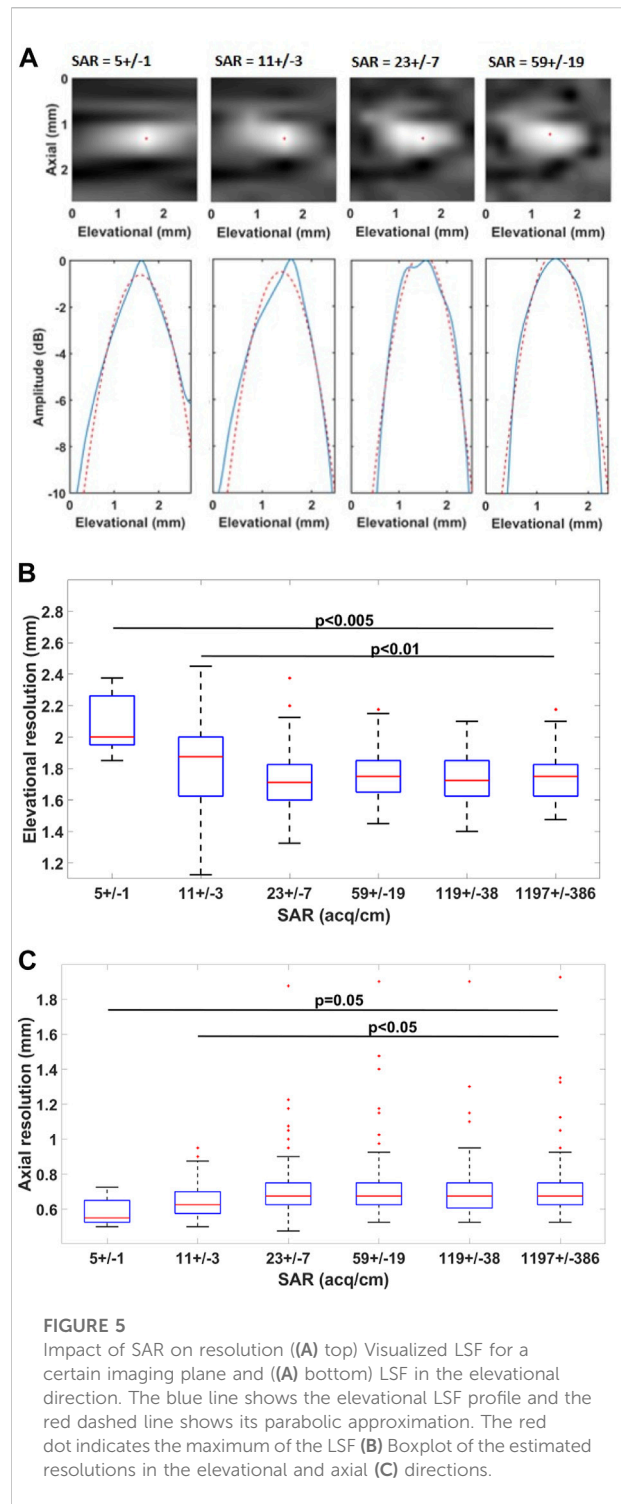 A
SAR = 5+/-1 SAR = 11+/-3 SAR = 23+/-7 SAR = 59+/-19
0
1
2
Axial (mm)
0 1 2 0 1 2 0 1 2 0 1 2
Elevational (mm) Elevational (mm) Elevational (mm) Elevational (mm)
0
-2
-4
-6
-8
-10
Amplitude (dB)
0 1 2 0 1 2 0 1 2 0 1 2
Elevational (mm) Elevational (mm) Elevational (mm) Elevational (mm)
B
p<0.005
p<0.01
2.8
2.6
2.4
2.2
2
1.8
1.6
1.4
1.2
Elevational resolution (mm)
5+/-1 11+/-3 23+/-7 59+/-19 119+/-38 1197+/-386
SAR (acq/cm)
C
p=0.05
p<0.05
1.8
1.6
1.4
1.2
1
0.8
0.6
Axial resolution (mm)
5+/-1 11+/-3 23+/-7 59+/-19 119+/-38 1197+/-386
SAR (acq/cm)
FIGURE 5
Impact of SAR on resolution ((A) top) Visualized LSF for a
certain imaging plane and ((A) bottom) LSF in the elevational
direction. The blue line shows the elevational LSF profile and the
red dashed line shows its parabolic approximation. The red
dot indicates the maximum of the LSF (B) Boxplot of the estimated
resolutions in the elevational and axial (C) directions.